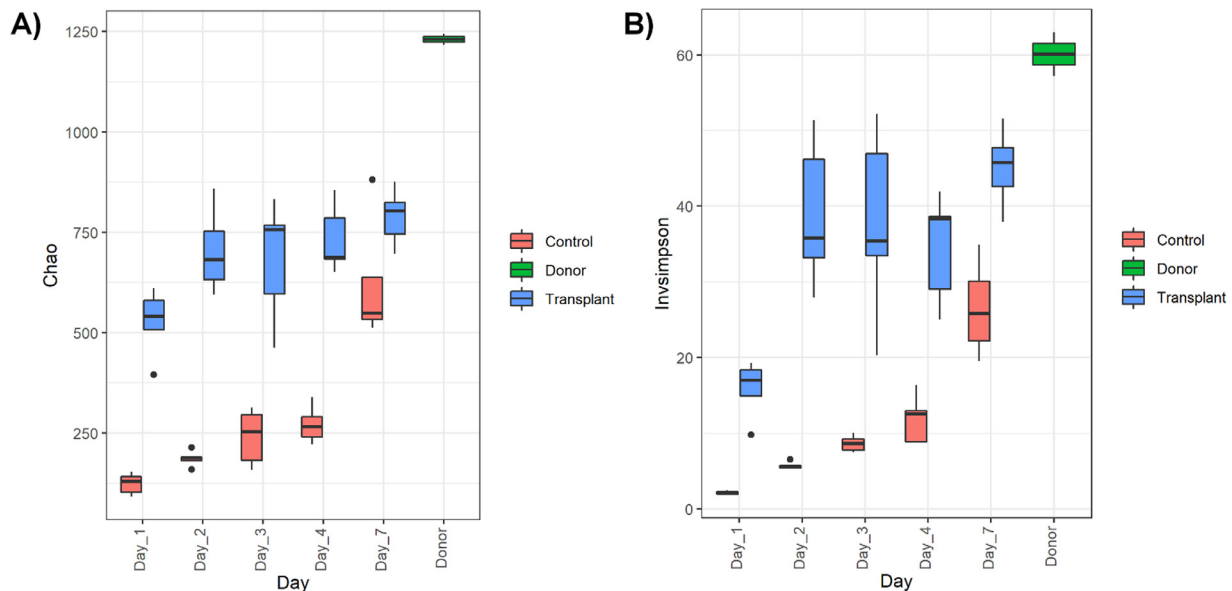 A)
Chao
1250
1000
750
500
250
Day_1
Day_2
Day_3
Day_4
Day_7
Donor
Day
Control
Donor
Transplant
B)
Invsimpson
60
40
20
0
Day_1
Day_2
Day_3
Day_4
Day_7
Donor
Day
Control
Donor
Transplant